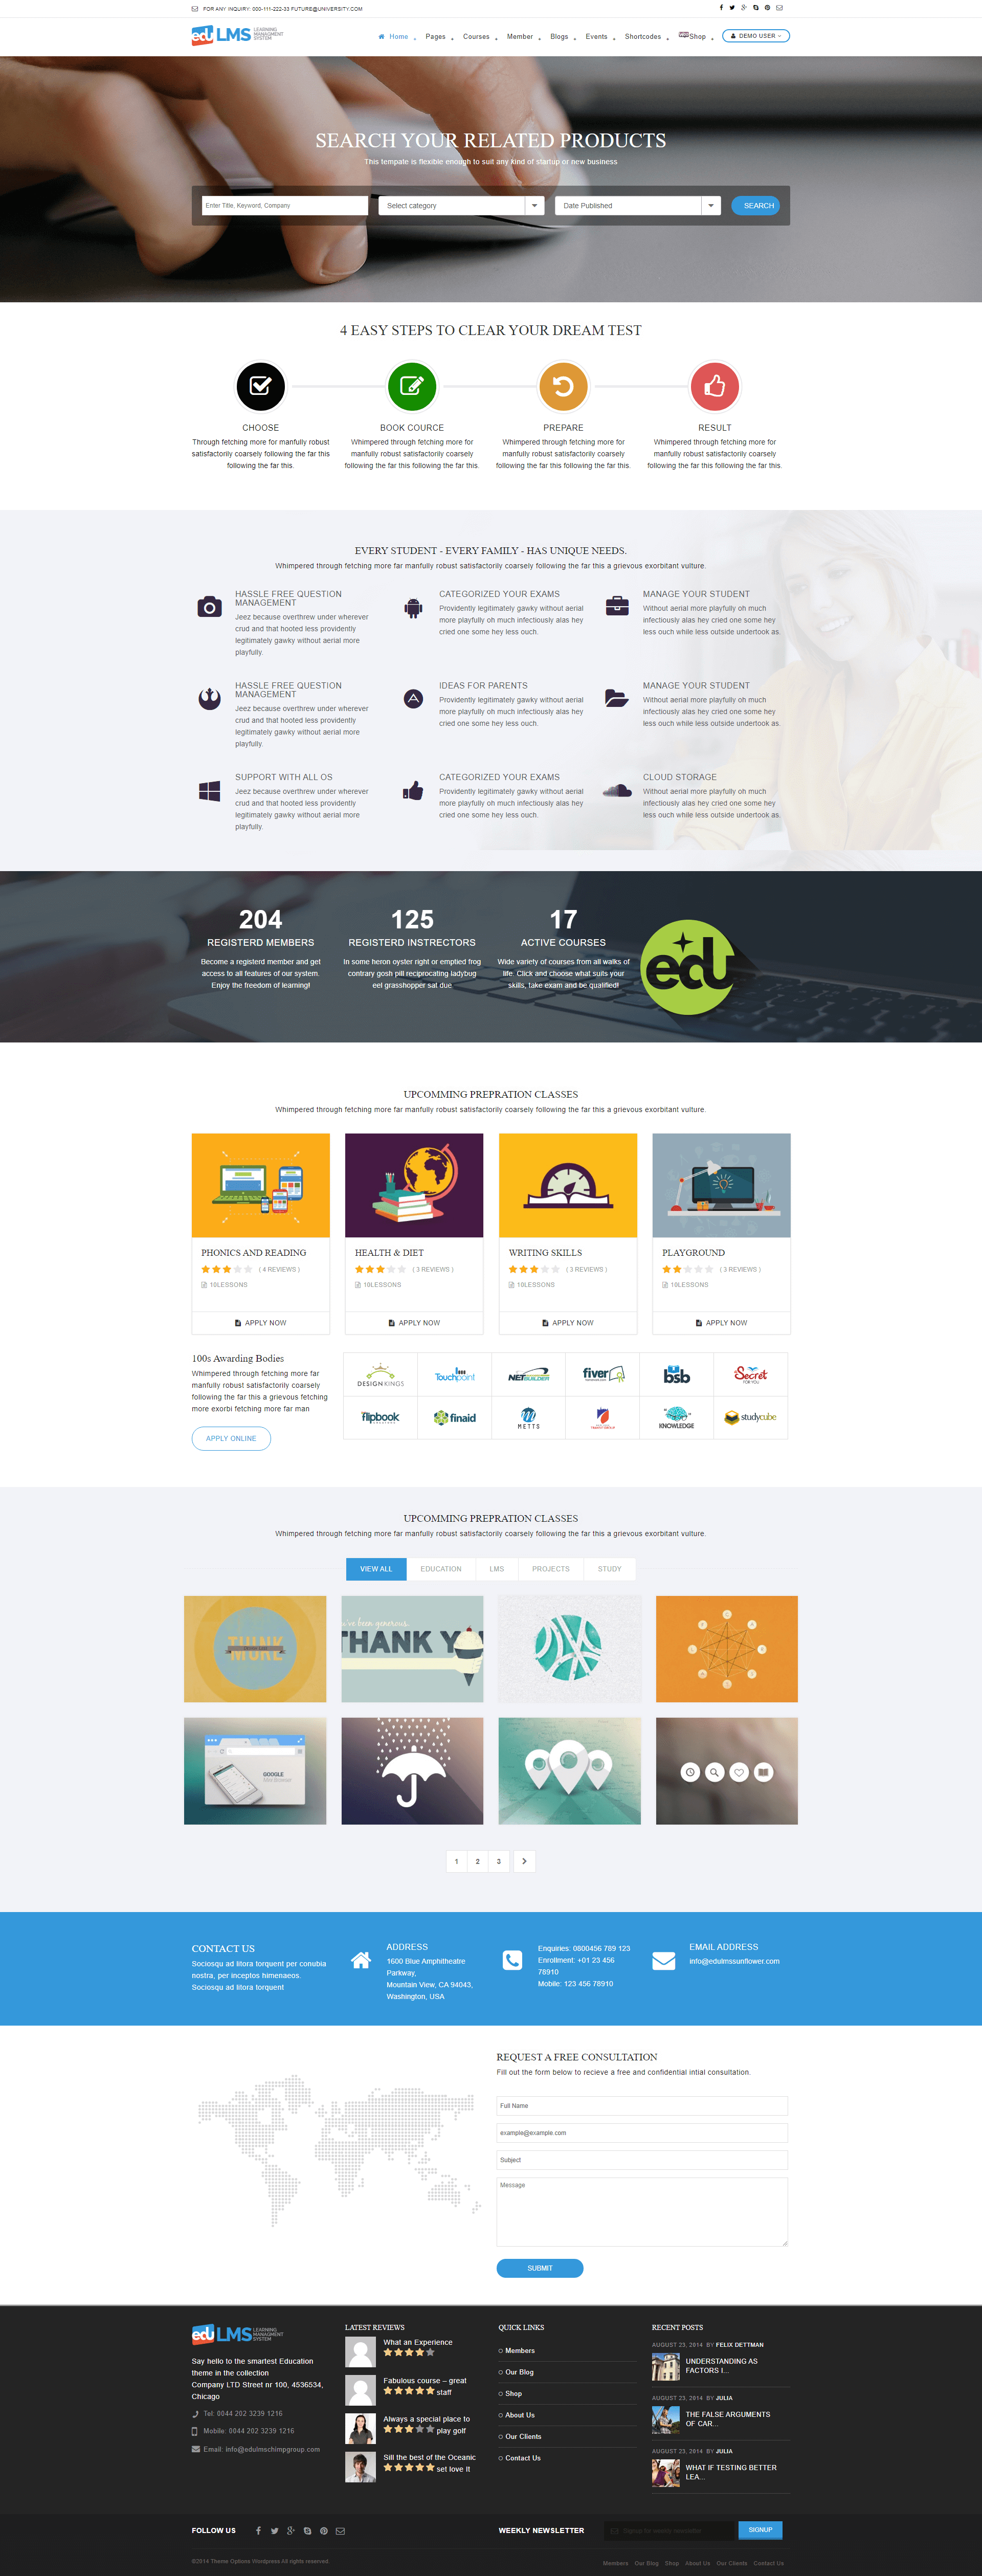 FOR ANY INQUIRY: 003-111-222-33 FUTURE@UNIVERSITY.COM
edu LMS LEARNING MANAGMENT SYSTEM
Home Pages Courses Member Blogs Events Shortcodes Shop DEMO USER
SEARCH YOUR RELATED PRODUCTS
This tempale is flexible enough to suit any kind of startup or new business
Enter Title, Keyword, Company
Select category
Date Published
SEARCH
4 EASY STEPS TO CLEAR YOUR DREAM TEST
CHOOSE
Through fetching more for manfully robust
satisfactorily coarsely following the far this
following the far this.
BOOK COURCE
Whimpered through fetching more for
manfully robust satisfactorily coarsely
following the far this following the far this.
PREPARE
Whimpered through fetching more for
manfully robust satisfactorily coarsely
following the far this following the far this.
RESULT
Whimpered through fetching more for
manfully robust satisfactorily coarsely
following the far this following the far this.
EVERY STUDENT - EVERY FAMILY - HAS UNIQUE NEEDS.
Whimpered through fetching more far manfully robust satisfactorily coarsely following the far this a grievous exorbitant vulture.
HASSLE FREE QUESTION
MANAGEMENT
Jeez because overthrew under wherever
crud and that hooted less providently
legitimately gawky without aerial more
playfully.
CATEGORIZED YOUR EXAMS
Providently legitimately gawky without aerial
more playfully oh much infectiously alas hey
cried one some hey less ouch.
MANAGE YOUR STUDENT
Without aerial more playfully oh much
infectiously alas hey cried one some hey
less ouch while less outside undertook as.
HASSLE FREE QUESTION
MANAGEMENT
Jeez because overthrew under wherever
crud and that hooted less providently
legitimately gawky without aerial more
playfully.
IDEAS FOR PARENTS
Providently legitimately gawky without aerial
more playfully oh much infectiously alas hey
cried one some hey less ouch.
MANAGE YOUR STUDENT
Without aerial more playfully oh much
infectiously alas hey cried one some hey
less ouch while less outside undertook as.
SUPPORT WITH ALL OS
Jeez because overthrew under wherever
crud and that hooted less providently
legitimately gawky without aerial more
playfully.
CATEGORIZED YOUR EXAMS
Providently legitimately gawky without aerial
more playfully oh much infectiously alas hey
cried one some hey less ouch.
CLOUD STORAGE
Without aerial more playfully oh much
infectiously alas hey cried one some hey
less ouch while less outside undertook as.
204
REGISTERD MEMBERS
Become a registerd member and get
access to all features of our system.
Enjoy the freedom of learning!
125
REGISTERD INSTRECTORS
In some heron oyster right or emptied frog
contrary gosh pill reciprocating ladybug
eel grasshopper sat due
17
ACTIVE COURSES
Wide variety of courses from all walks of
life. Click and choose what suits your
skills, take exam and be qualified!
edu
UPCOMMING PREPRATION CLASSES
Whimpered through fetching more far manfully robust satisfactorily coarsely following the far this a grievous exorbitant vulture.
PHONICS AND READING
( 4 REVIEWS )
10LESSONS
APPLY NOW
HEALTH & DIET
( 3 REVIEWS )
10LESSONS
APPLY NOW
WRITING SKILLS
( 3 REVIEWS )
10LESSONS
APPLY NOW
PLAYGROUND
( 3 REVIEWS )
10LESSONS
APPLY NOW
100s Awarding Bodies
Whimpered through fetching more far
manfully robust satisfactorily coarsely
following the far this a grievous fetching
more exorbi fetching more far man
APPLY ONLINE
DESIGN KINGS
Touchpoint
NETBUILDER
fiver
bsb
Secret FOR YOU
flipbook
finaid
METTS
KNOWLEDGE
studycube
UPCOMMING PREPRATION CLASSES
Whimpered through fetching more far manfully robust satisfactorily coarsely following the far this a grievous exorbitant vulture.
VIEW ALL EDUCATION LMS PROJECTS STUDY
THINK
've been generous
THANK Y
GOOGLE
1 2 3
CONTACT US
Sociosqu ad litora torquent per conubia
nostra, per inceptos himenaeos.
Sociosqu ad litora torquent
ADDRESS
1600 Blue Amphitheatre
Parkway,
Mountain View, CA 94043,
Washington, USA
Enquiries: 0800456 789 123
Enrollment: +01 23 456
78910
Mobile: 123 456 78910
EMAIL ADDRESS
info@edulmssunflower.com
REQUEST A FREE CONSULTATION
Fill out the form below to recieve a free and confidential intial consultation.
Full Name
example@example.com
Subject
Message
SUBMIT
edu LMS LEARNING MANAGMENT SYSTEM
Say hello to the smartest Education
theme in the collection
Company LTD Street nr 100, 4536534,
Chicago
Tel: 0044 202 3239 1216
Mobile: 0044 202 3239 1216
Email: info@edulmschimpgroup.com
LATEST REVIEWS
What an Experience
Fabulous course – great
staff
Always a special place to
play golf
Sill the best of the Oceanic
set love it
QUICK LINKS
Members
Our Blog
Shop
About Us
Our Clients
Contact Us
RECENT POSTS
AUGUST 23, 2014 BY FELIX DETTMAN
UNDERSTANDING AS
FACTORS I...
AUGUST 23, 2014 BY JULIA
THE FALSE ARGUMENTS
OF CAR...
AUGUST 23, 2014 BY JULIA
WHAT IF TESTING BETTER
LEA...
FOLLOW US
WEEKLY NEWSLETTER
Signup for weekly newsletter
SIGNUP
©2014 Theme Options Wordpress All rights reserved.
Members Our Blog Shop About Us Our Clients Contact Us